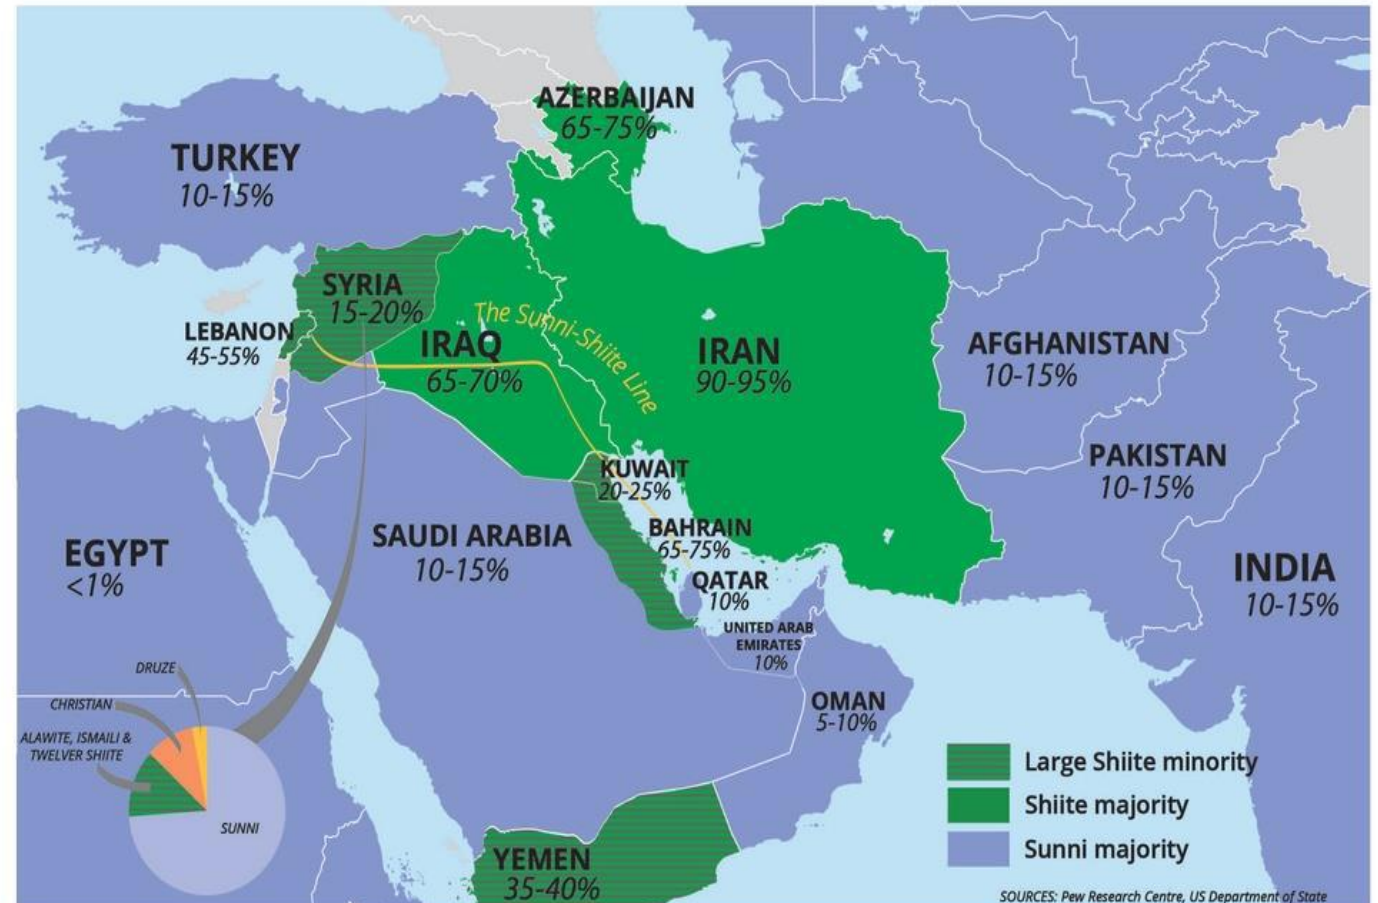 AZERBAIJAN
65-75%
TURKEY
10-15%
SYRIA
15-20%
The Sunni-Shiite Line
LEBANON
45-55%
IRAQ
65-70%
IRAN
90-95%
AFGHANISTAN
10-15%
PAKISTAN
10-15%
KUWAIT
20-25%
SAUDI ARABIA
10-15%
BAHRAIN
65-75%
EGYPT
<1%
QATAR
10%
INDIA
10-15%
UNITED ARAB
EMIRATES
10%
OMAN
5-10%
DRUZE
CHRISTIAN
ALAWITE, ISMAILI &
TWELVER SHIITE
SUNNI
YEMEN
35-40%
Large Shiite minority
Shiite majority
Sunni majority
SOURCES: Pew Research Centre, US Department of State